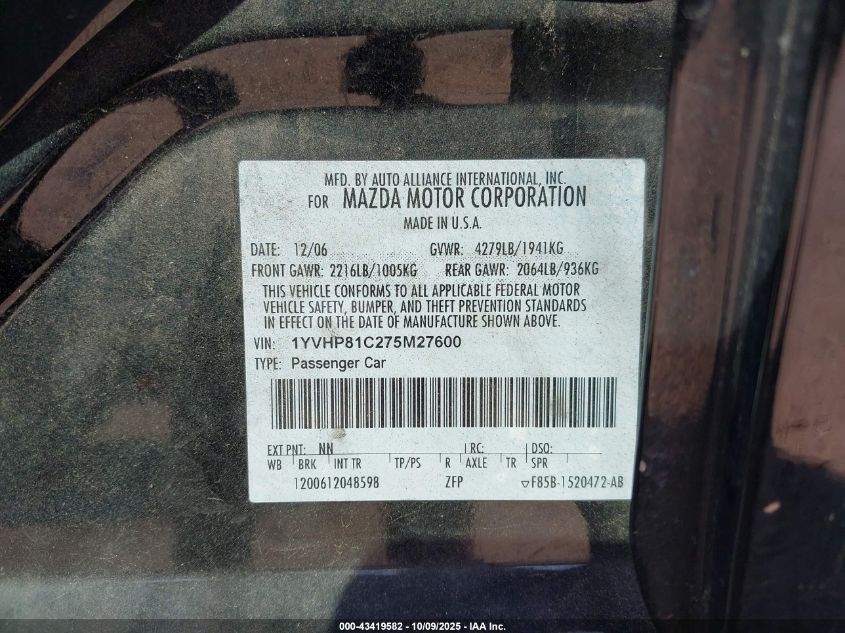 MFD. BY AUTO ALLIANCE INTERNATIONAL, INC.
FOR MAZDA MOTOR CORPORATION
MADE IN U.S.A.
DATE: 12/06 GVWR: 4279LB/1941KG
FRONT GAWR: 2216LB/1005KG REAR GAWR: 2064LB/936KG
THIS VEHICLE CONFORMS TO ALL APPLICABLE FEDERAL MOTOR
VEHICLE SAFETY, BUMPER, AND THEFT PREVENTION STANDARDS
IN EFFECT ON THE DATE OF MANUFACTURE SHOWN ABOVE.
VIN: 1YVHP81C275M27600
TYPE: Passenger Car
EXT PNT: NN RC: DSO:
WB BRK INT TR TP/PS R AXLE TR SPR
1200612048598 ZFP ▽F85B-1520472-AB
000-43419582 - 10/09/2025 - IAA Inc.